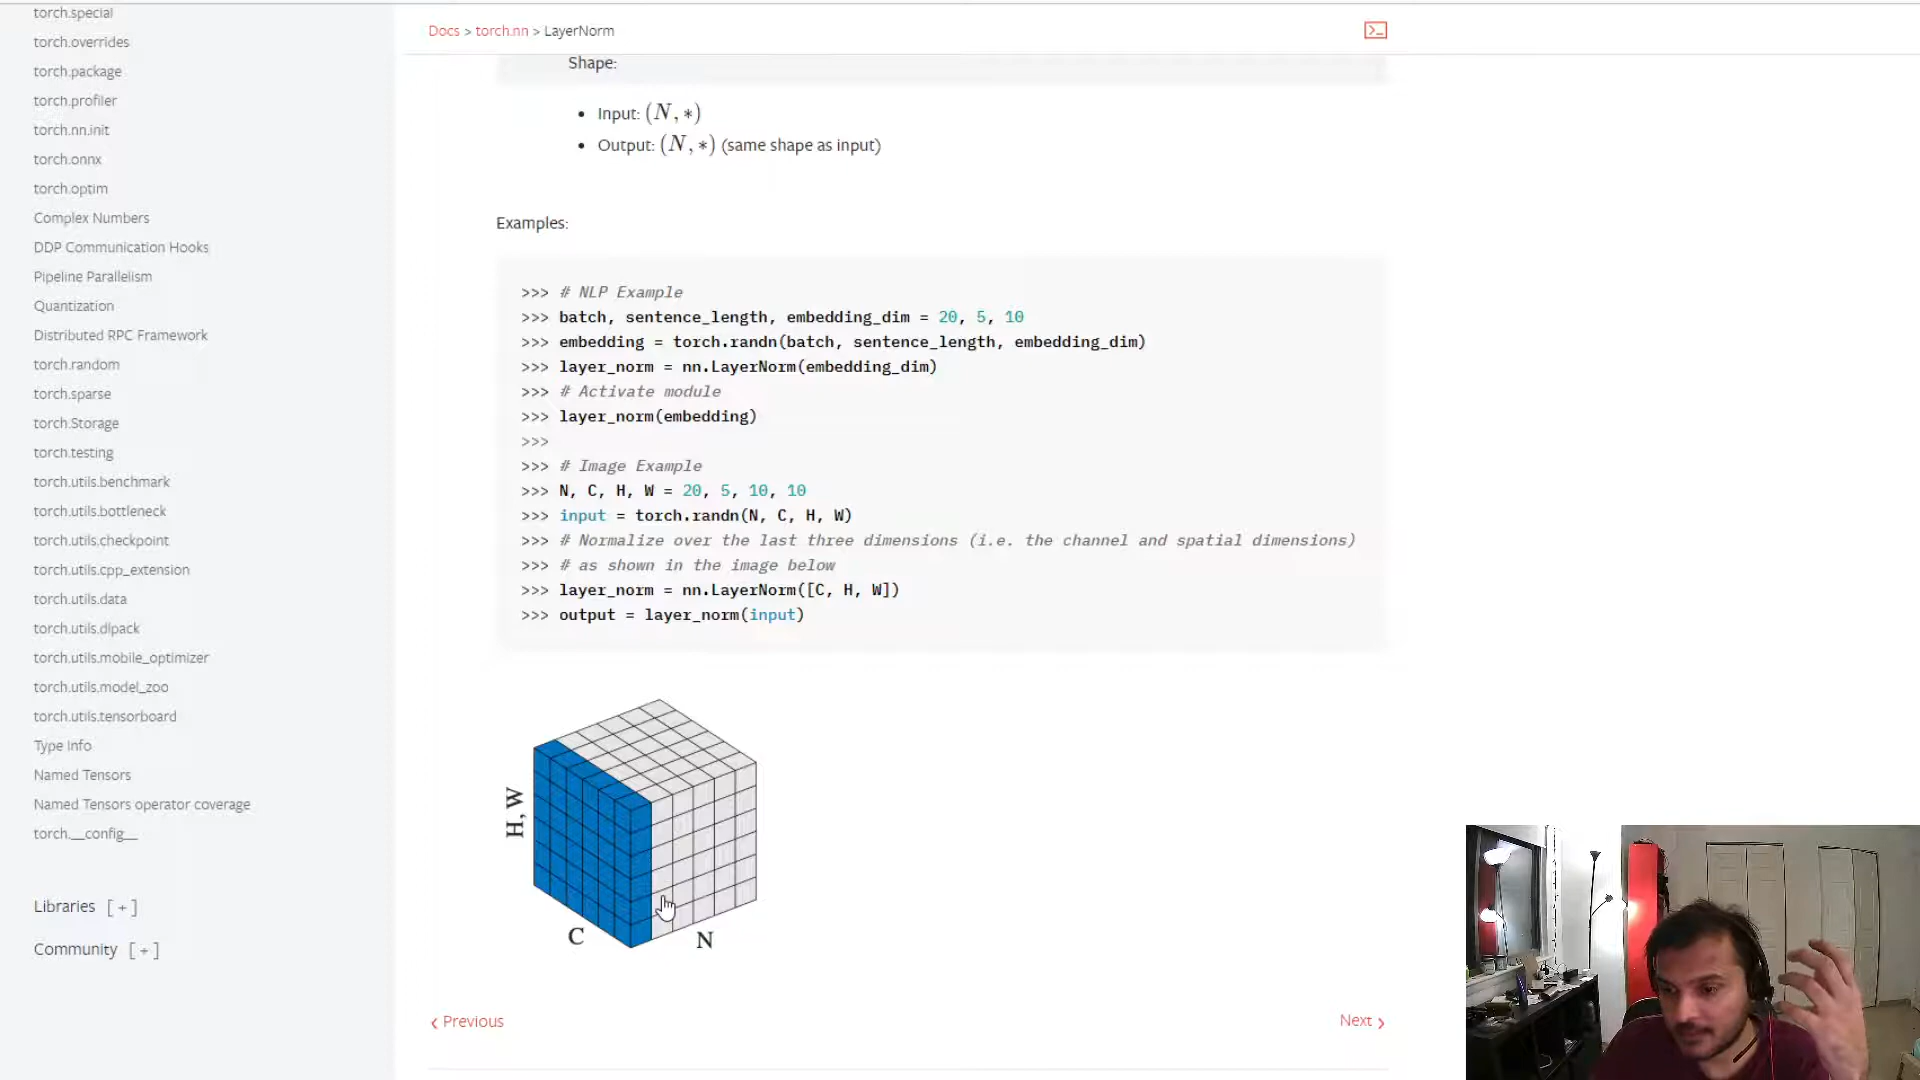 torch.special
torch.overrides
torch.package
torch.profiler
torch.nn.init
torch.onnx
torch.optim
Complex Numbers
DDP Communication Hooks
Pipeline Parallelism
Quantization
Distributed RPC Framework
torch.random
torch.sparse
torch.Storage
torch.testing
torch.utils.benchmark
torch.utils.bottleneck
torch.utils.checkpoint
torch.utils.cpp_extension
torch.utils.data
torch.utils.dlpack
torch.utils.mobile_optimizer
torch.utils.model_zoo
torch.utils.tensorboard
Type Info
Named Tensors
Named Tensors operator coverage
torch.__config__
Libraries [ + ]
Community [ + ]
Docs > torch.nn > LayerNorm
Shape:
• Input: (N, ∗)
• Output: (N, ∗) (same shape as input)
Examples:
>>> # NLP Example
>>> batch, sentence_length, embedding_dim = 20, 5, 10
>>> embedding = torch.randn(batch, sentence_length, embedding_dim)
>>> layer_norm = nn.LayerNorm(embedding_dim)
>>> # Activate module
>>> layer_norm(embedding)
>>>
>>> # Image Example
>>> N, C, H, W = 20, 5, 10, 10
>>> input = torch.randn(N, C, H, W)
>>> # Normalize over the last three dimensions (i.e. the channel and spatial dimensions)
>>> # as shown in the image below
>>> layer_norm = nn.LayerNorm([C, H, W])
>>> output = layer_norm(input)
H, W
C
N
‹ Previous
Next ›